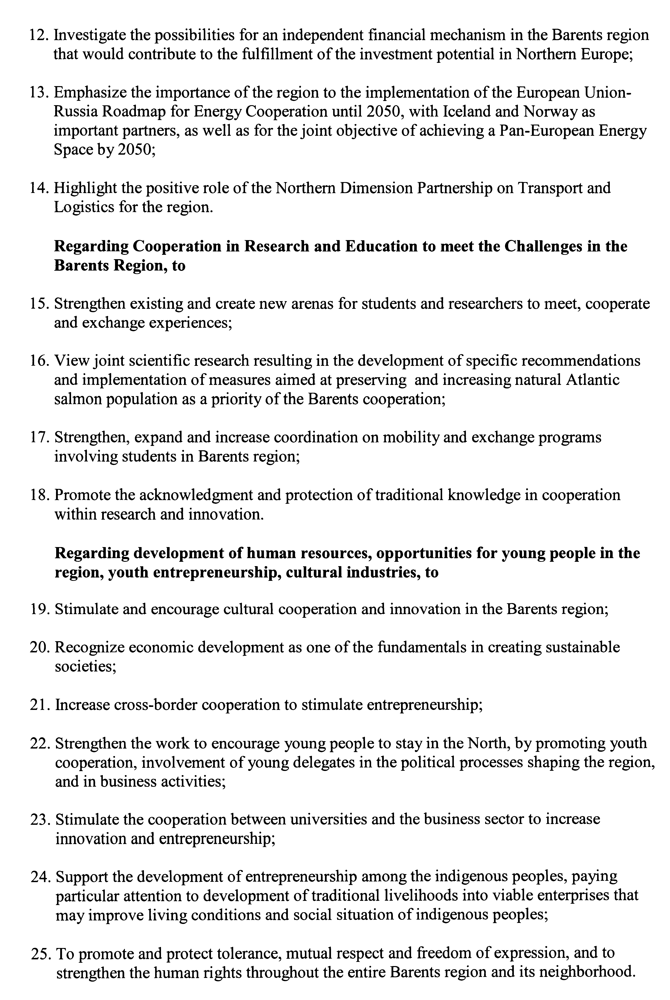 12. Investigate the possibilities for an independent financial mechanism in the Barents region
that would contribute to the fulfillment of the investment potential in Northern Europe;
13. Emphasize the importance of the region to the implementation of the European Union-
Russia Roadmap for Energy Cooperation until 2050, with Iceland and Norway as
important partners, as well as for the joint objective of achieving a Pan-European Energy
Space by 2050;
14. Highlight the positive role of the Northern Dimension Partnership on Transport and
Logistics for the region.
Regarding Cooperation in Research and Education to meet the Challenges in the
Barents Region, to
15. Strengthen existing and create new arenas for students and researchers to meet, cooperate
and exchange experiences;
16. View joint scientific research resulting in the development of specific recommendations
and implementation of measures aimed at preserving  and increasing natural Atlantic
salmon population as a priority of the Barents cooperation;
17. Strengthen, expand and increase coordination on mobility and exchange programs
involving students in Barents region;
18. Promote the acknowledgment and protection of traditional knowledge in cooperation
within research and innovation.
Regarding development of human resources, opportunities for young people in the
region, youth entrepreneurship, cultural industries, to
19. Stimulate and encourage cultural cooperation and innovation in the Barents region;
20. Recognize economic development as one of the fundamentals in creating sustainable
societies;
21. Increase cross-border cooperation to stimulate entrepreneurship;
22. Strengthen the work to encourage young people to stay in the North, by promoting youth
cooperation, involvement of young delegates in the political processes shaping the region,
and in business activities;
23. Stimulate the cooperation between universities and the business sector to increase
innovation and entrepreneurship;
24. Support the development of entrepreneurship among the indigenous peoples, paying
particular attention to development of traditional livelihoods into viable enterprises that
may improve living conditions and social situation of indigenous peoples;
25. To promote and protect tolerance, mutual respect and freedom of expression, and to
strengthen the human rights throughout the entire Barents region and its neighborhood.